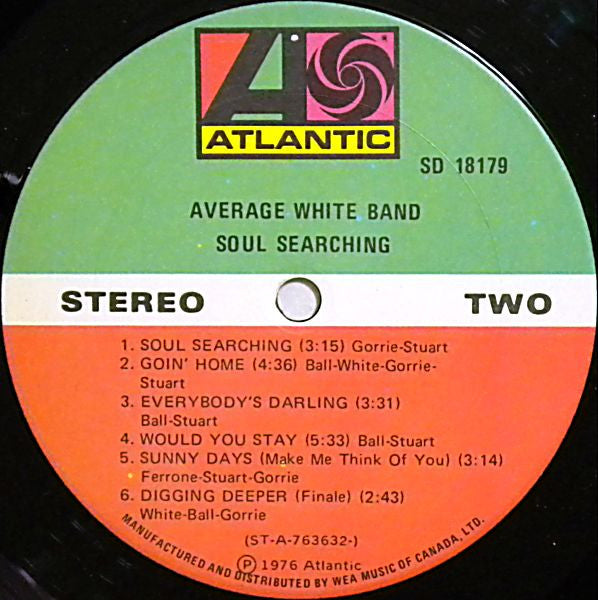 ATLANTIC
SD 18179
AVERAGE WHITE BAND
SOUL SEARCHING
STEREO TWO
1. SOUL SEARCHING (3:15) Gorrie-Stuart
2. GOIN' HOME (4:36) Ball-White-Gorrie-
Stuart
3. EVERYBODY'S DARLING (3:31)
Ball-Stuart
4. WOULD YOU STAY (5:33) Ball-Stuart
5. SUNNY DAYS (Make Me Think Of You) (3:14)
Ferrone-Stuart-Gorrie
6. DIGGING DEEPER (Finale) (2:43)
White-Ball-Gorrie
(ST-A-763632-)
Ⓟ 1976 Atlantic
MANUFACTURED AND DISTRIBUTED BY WEA MUSIC OF CANADA, LTD.